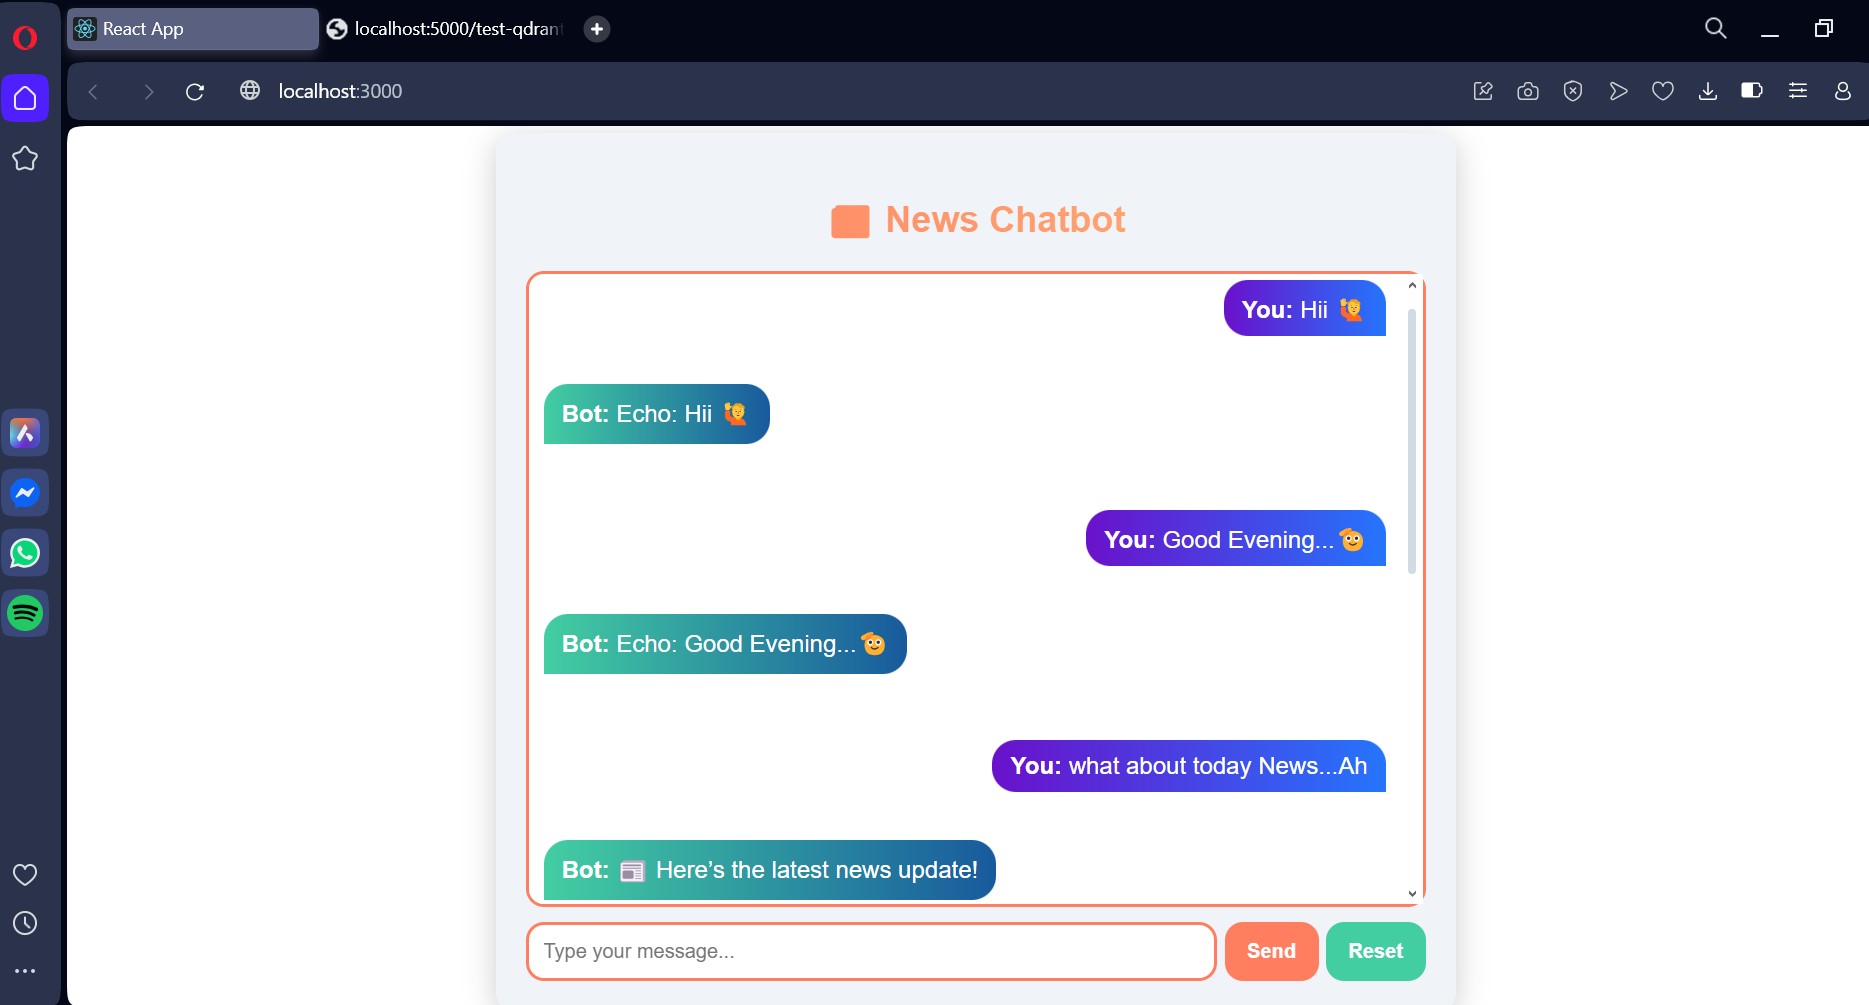 React App
localhost:5000/test-qdran
localhost:3000
News Chatbot
You: Hii 🙋
Bot: Echo: Hii 🙋
You: Good Evening...🫡
Bot: Echo: Good Evening...🫡
You: what about today News...Ah
Bot: 📰 Here’s the latest news update!
Type your message...
Send
Reset